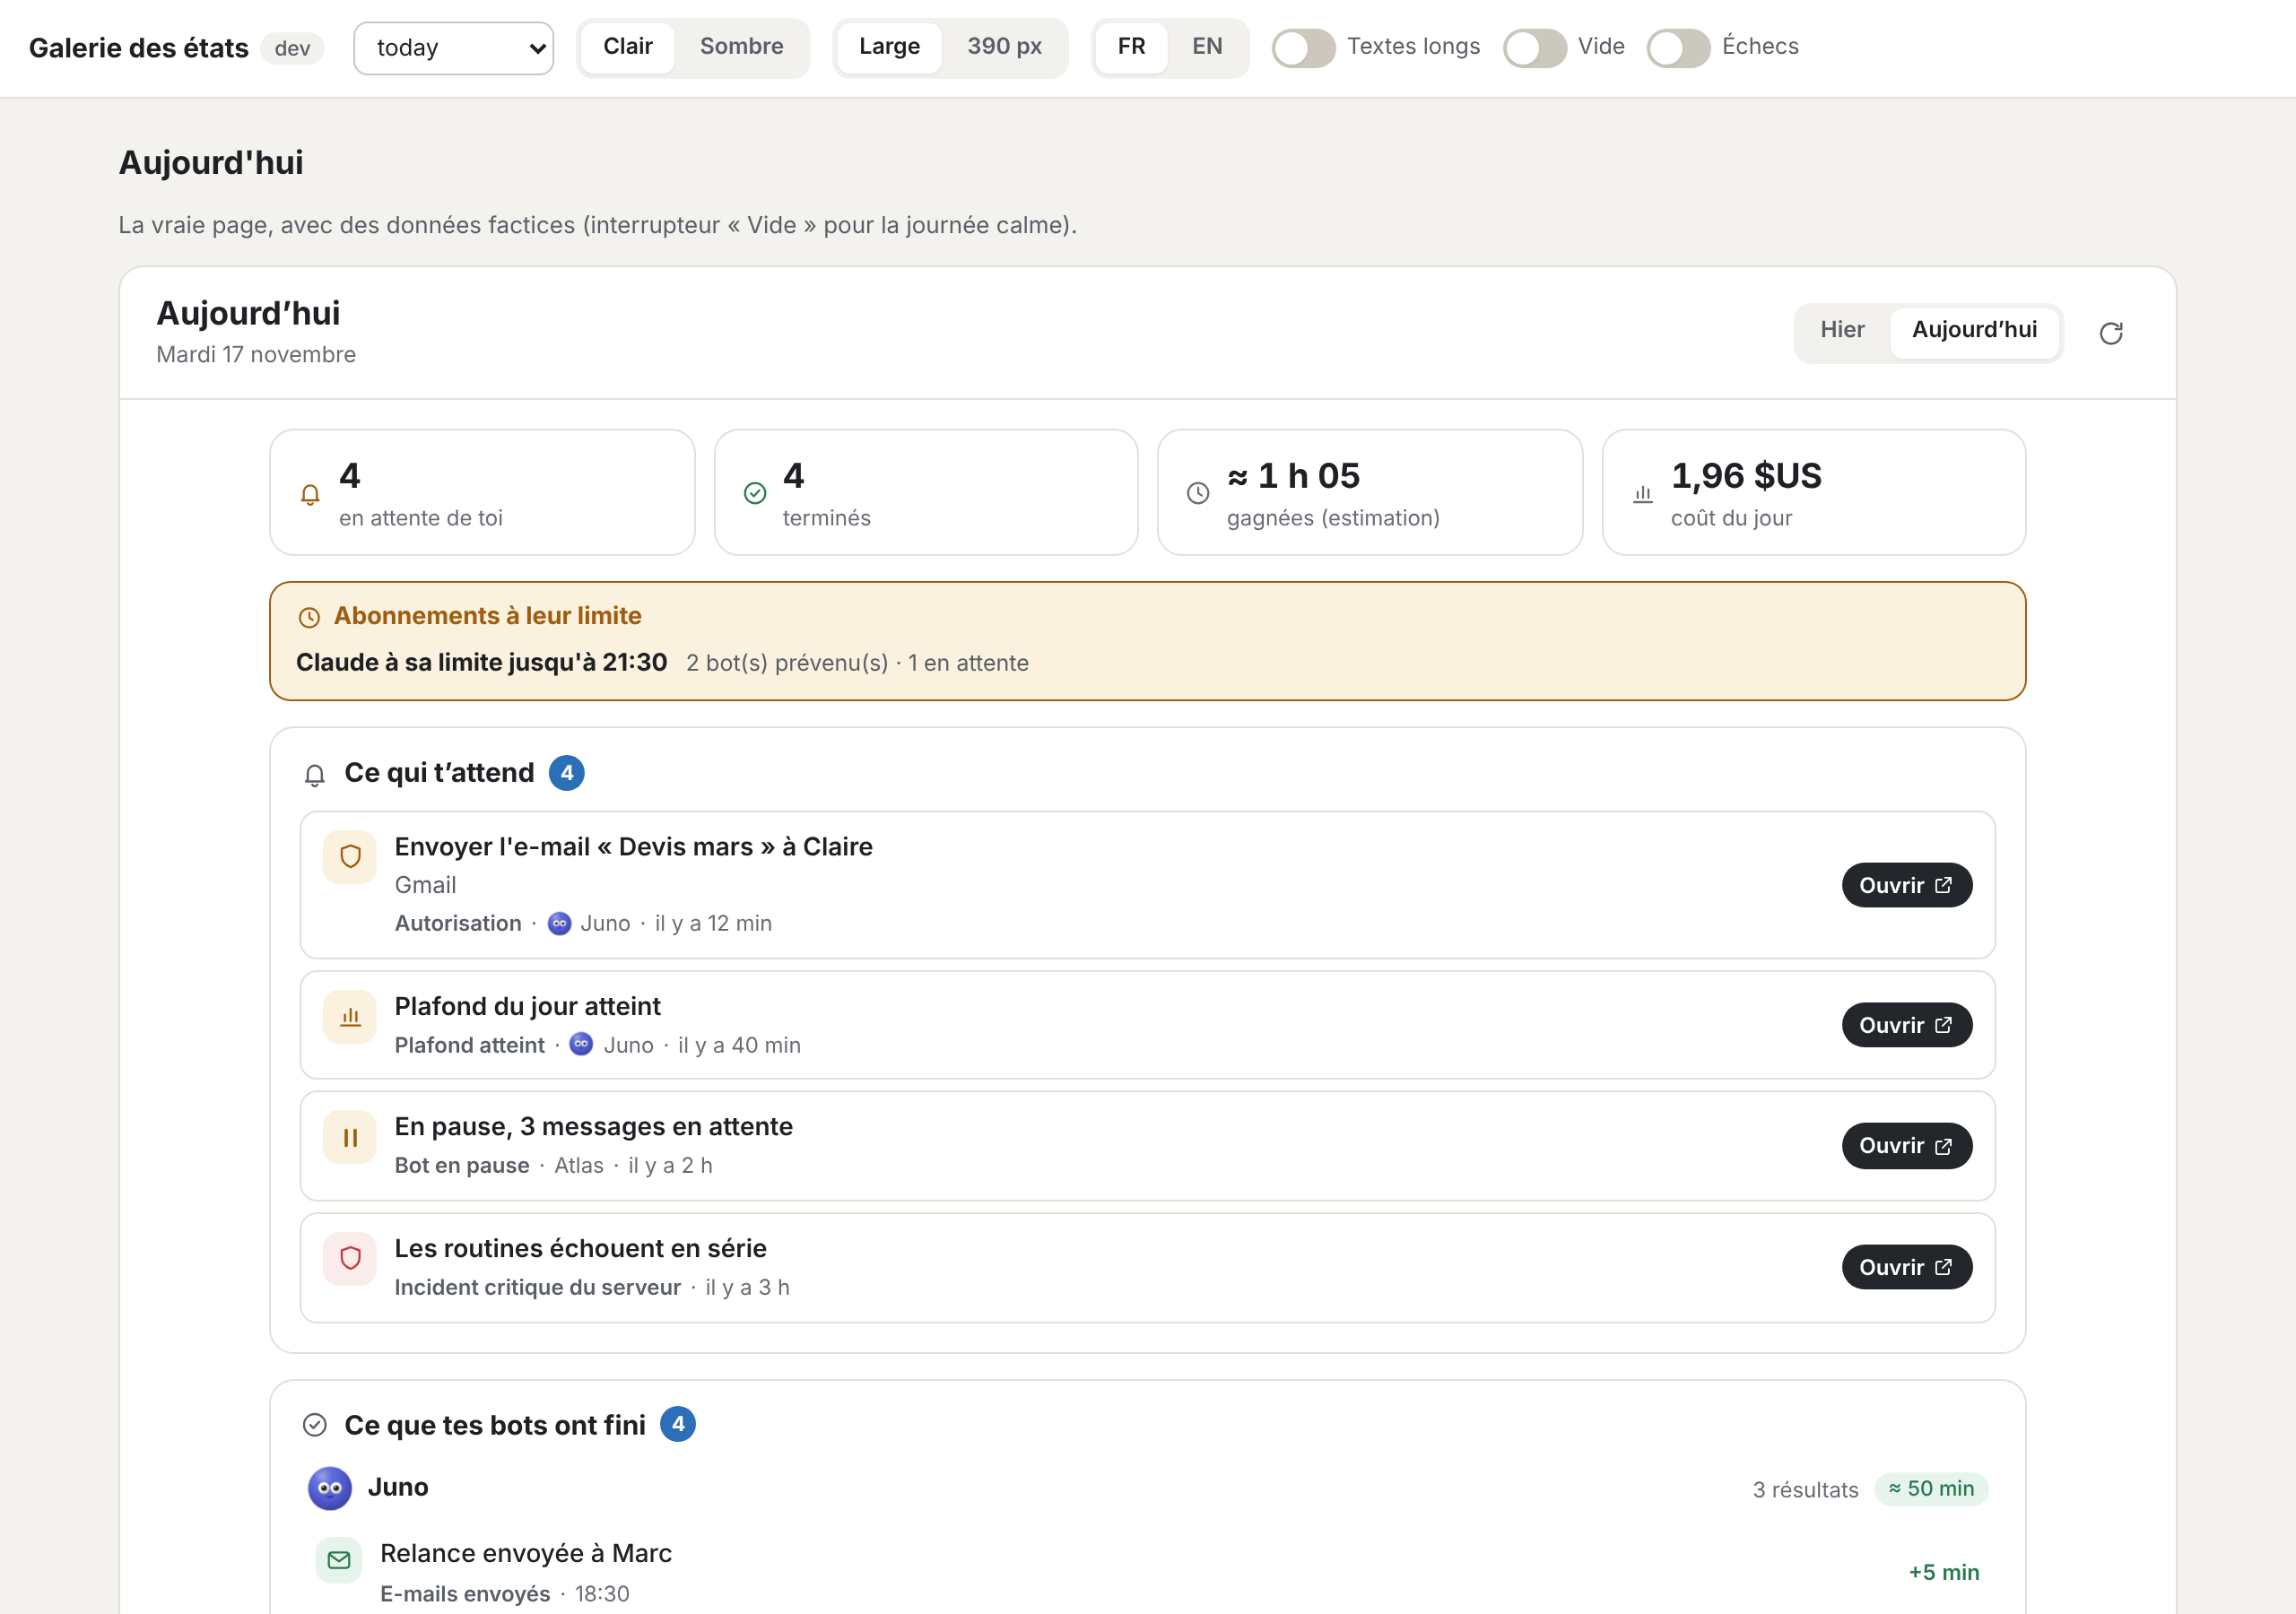 Galerie des états dev today Clair Sombre Large 390 px FR EN Textes longs Vide Échecs
Aujourd'hui
La vraie page, avec des données factices (interrupteur « Vide » pour la journée calme).
Aujourd’hui
Mardi 17 novembre
Hier Aujourd’hui
4
en attente de toi
4
terminés
≈ 1 h 05
gagnées (estimation)
1,96 $US
coût du jour
Abonnements à leur limite
Claude à sa limite jusqu'à 21:30 2 bot(s) prévenu(s) · 1 en attente
Ce qui t’attend 4
Envoyer l'e-mail « Devis mars » à Claire
Gmail
Autorisation · Juno · il y a 12 min
Ouvrir
Plafond du jour atteint
Plafond atteint · Juno · il y a 40 min
Ouvrir
En pause, 3 messages en attente
Bot en pause · Atlas · il y a 2 h
Ouvrir
Les routines échouent en série
Incident critique du serveur · il y a 3 h
Ouvrir
Ce que tes bots ont fini 4
Juno 3 résultats ≈ 50 min
Relance envoyée à Marc
E-mails envoyés · 18:30
+5 min